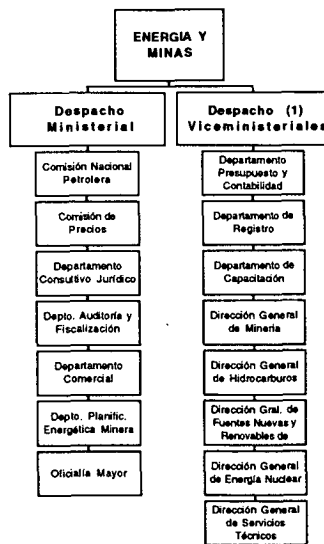 ENERGIA Y
MINAS
Despacho
Ministerial
Comisión Nacional
Petrolera
Comisión de
Precios
Departamento
Consultivo Jurídico
Depto. Auditoría y
Fiscalización
Departamento
Comercial
Depto. Planific.
Energética Minera
Oficialía Mayor
Despacho (1)
Viceministeriales
Departamento
Presupuesto y
Contabilidad
Departamento de
Registro
Departamento de
Capacitación
Dirección General
de Mineria
Dirección General
de Hidrocarburos
Dirección Gral. de
Fuentes Nuevas y
Renovables de
Dirección General
de Energía Nuclear
Dirección General
de Servicios
Técnicos